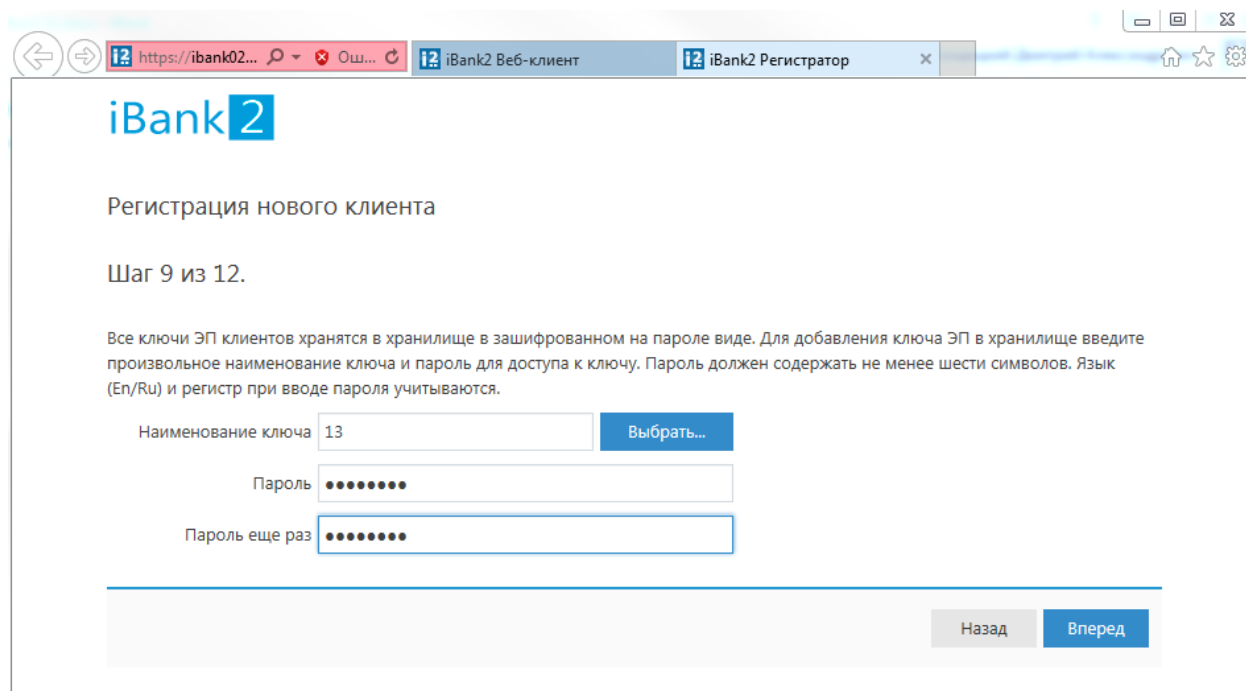 https://ibank02... Ош... iBank2 Веб-клиент iBank2 Регистратор
iBank 2
Регистрация нового клиента
Шаг 9 из 12.
Все ключи ЭП клиентов хранятся в хранилище в зашифрованном на пароле виде. Для добавления ключа ЭП в хранилище введите
произвольное наименование ключа и пароль для доступа к ключу. Пароль должен содержать не менее шести символов. Язык
(En/Ru) и регистр при вводе пароля учитываются.
Наименование ключа 13 Выбрать...
Пароль ••••••••
Пароль еще раз ••••••••
Назад Вперед